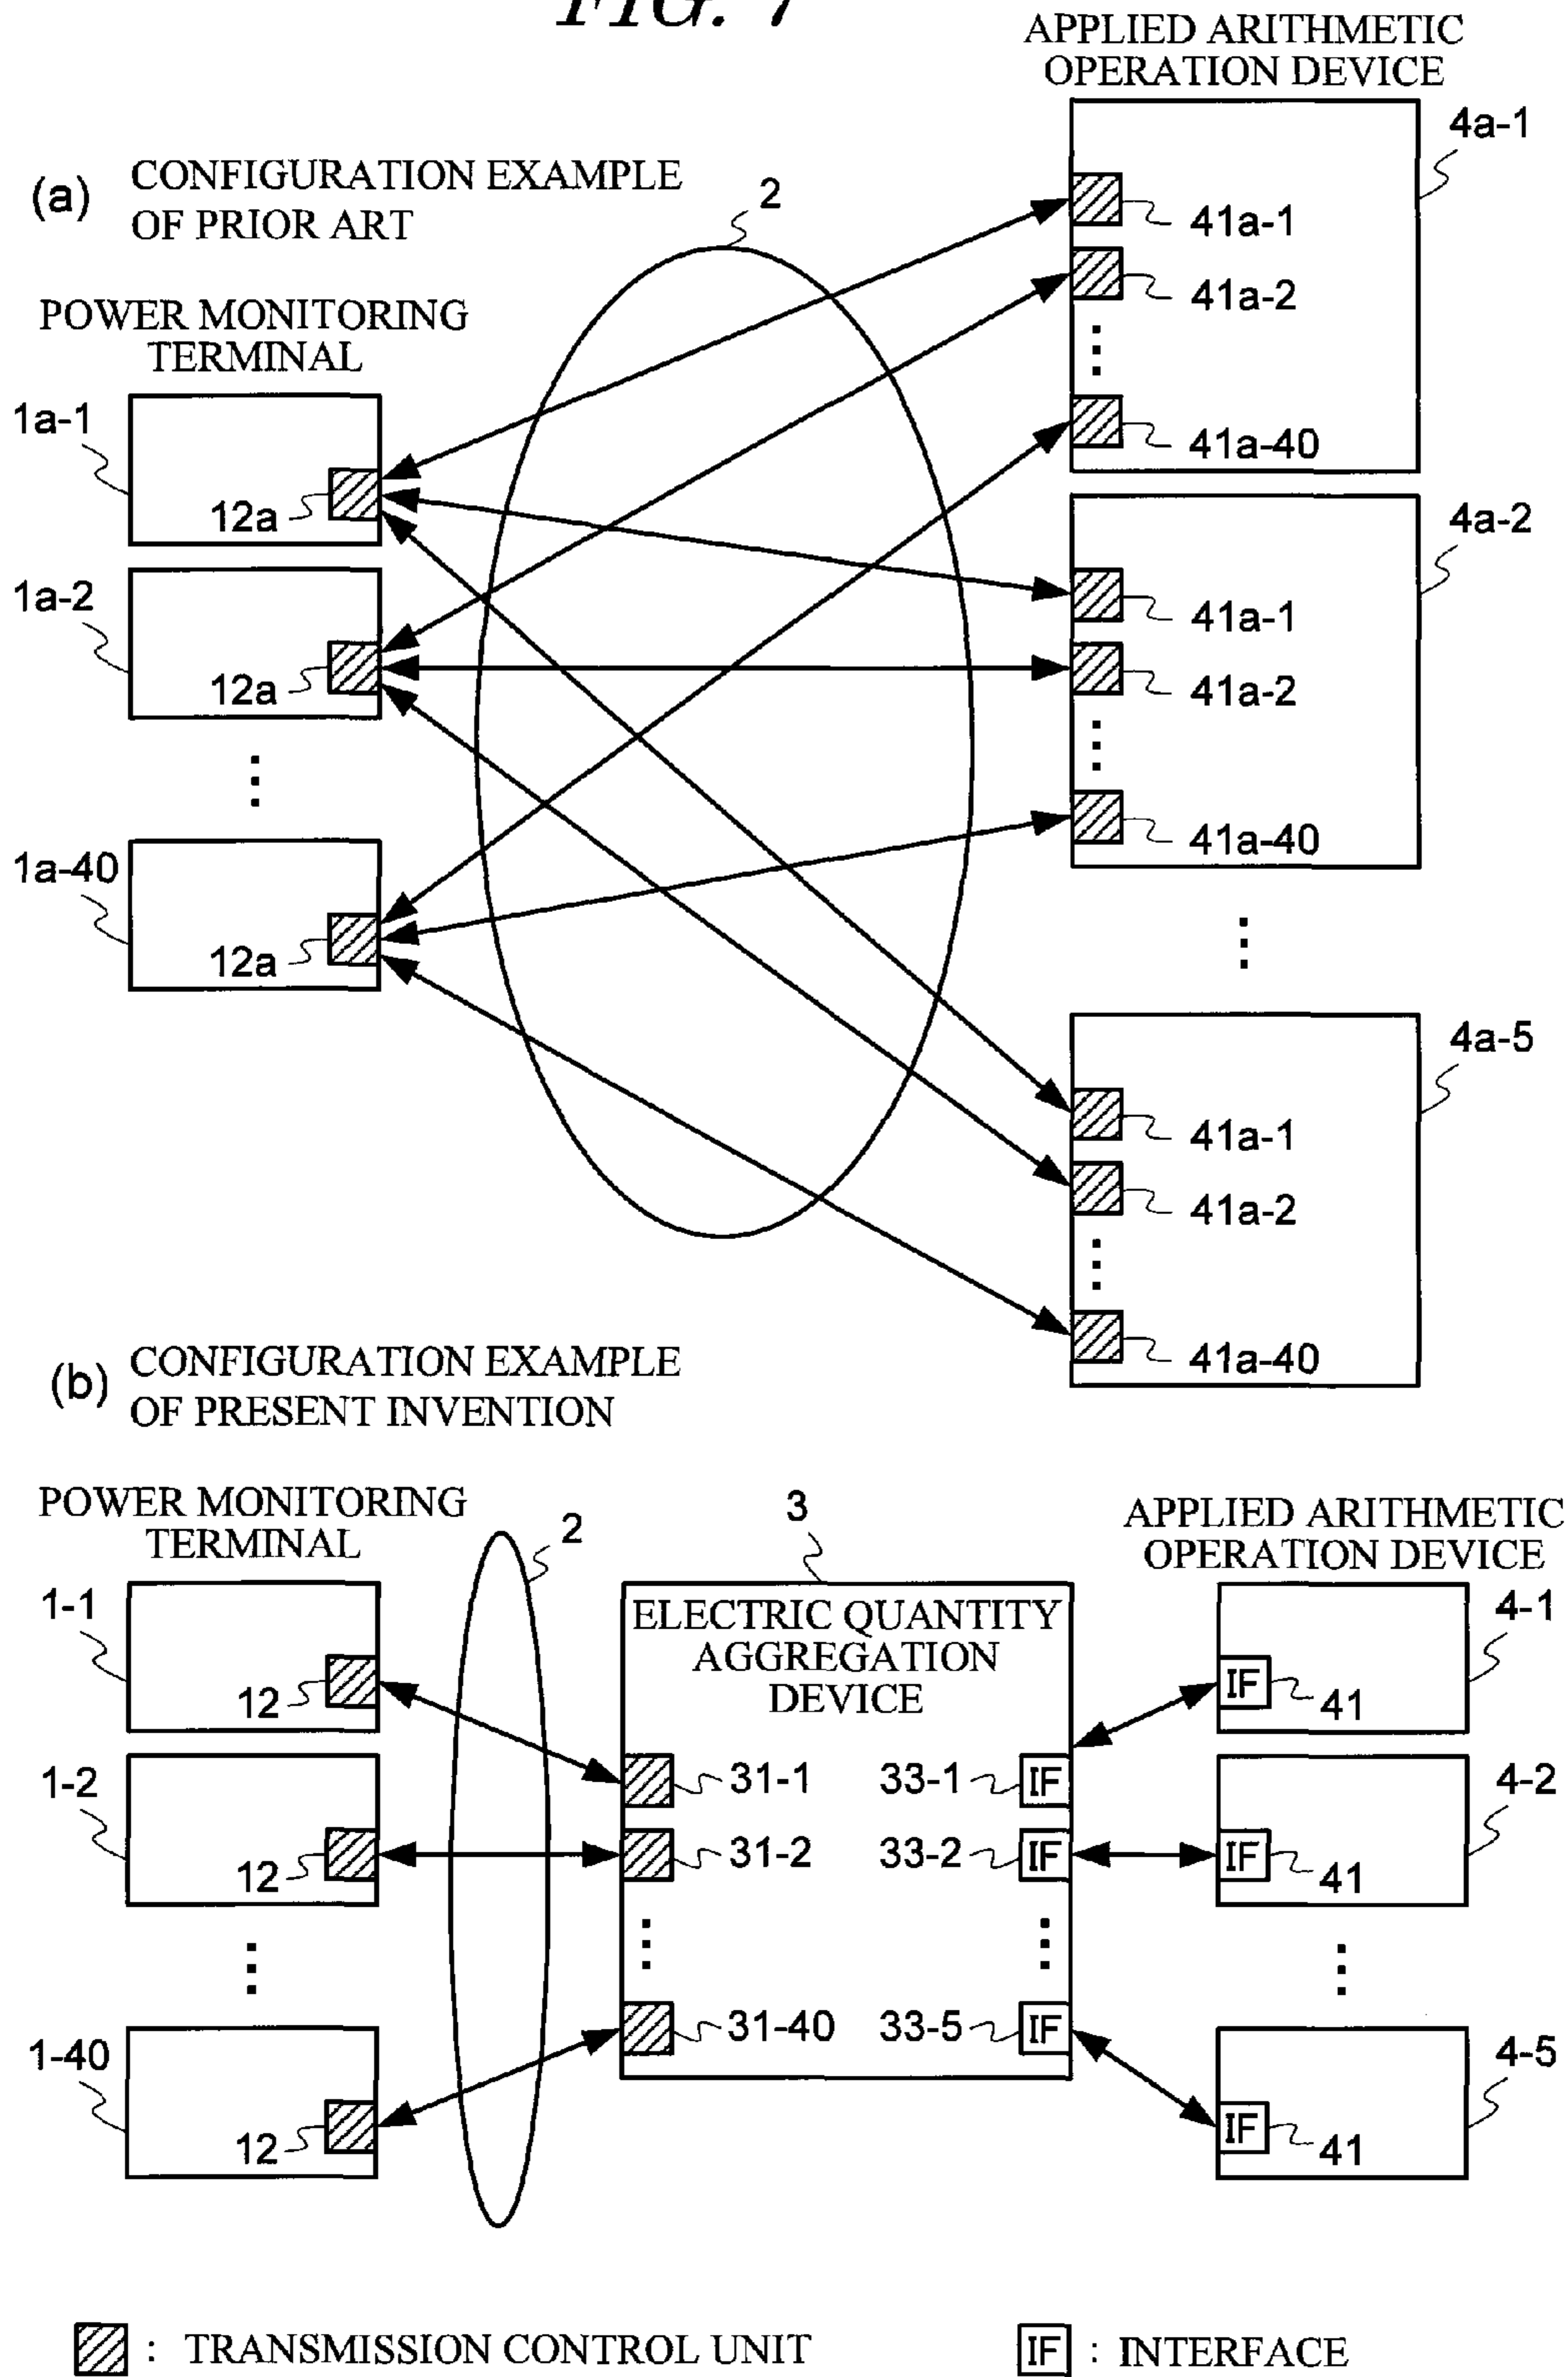 FIG. 7
APPLIED ARITHMETIC
OPERATION DEVICE
(a) CONFIGURATION EXAMPLE
OF PRIOR ART
2
4a-1
41a-1
41a-2
41a-40
POWER MONITORING
TERMINAL
1a-1
12a
1a-2
12a
1a-40
12a
4a-2
41a-1
41a-2
41a-40
4a-5
41a-1
41a-2
41a-40
(b) CONFIGURATION EXAMPLE
OF PRESENT INVENTION
POWER MONITORING
TERMINAL
2
3
APPLIED ARITHMETIC
OPERATION DEVICE
1-1
12
1-2
12
1-40
12
ELECTRIC QUANTITY
AGGREGATION
DEVICE
31-1
33-1
IF
31-2
33-2
IF
31-40
33-5
IF
4-1
IF
41
4-2
IF
41
4-5
IF
41
: TRANSMISSION CONTROL UNIT
IF : INTERFACE